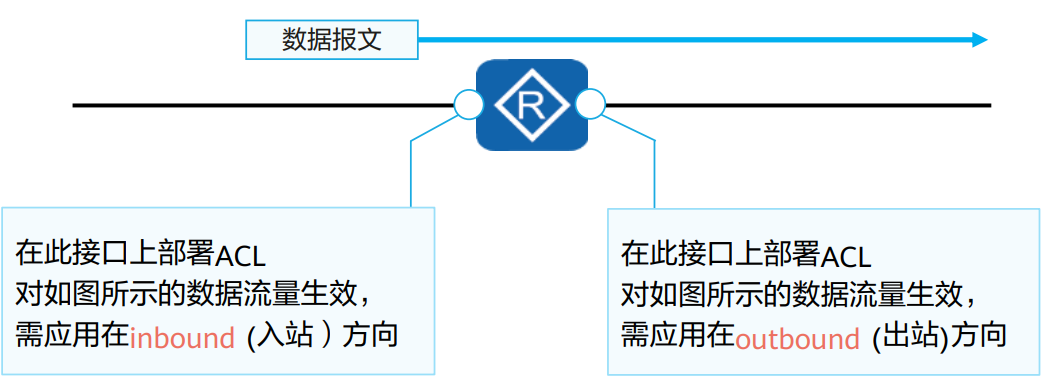 数据报文
R
在此接口上部署ACL
对如图所示的数据流量生效，
需应用在inbound (入站）方向
在此接口上部署ACL
对如图所示的数据流量生效，
需应用在outbound (出站)方向